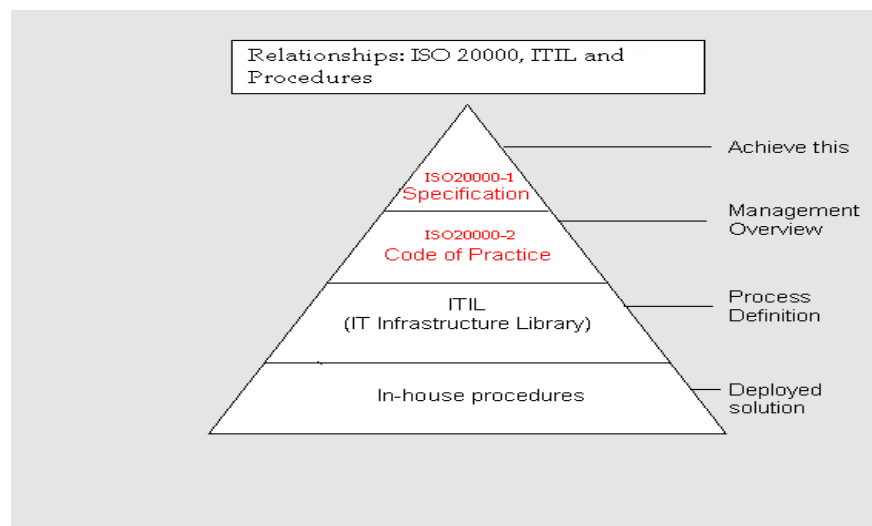 Relationships: ISO 20000, ITIL and
Procedures
Achieve this
ISO20000-1
Specification
Management
Overview
ISO20000-2
Code of Practice
Process
Definition
ITIL
(IT Infrastructure Library)
In-house procedures
Deployed
solution